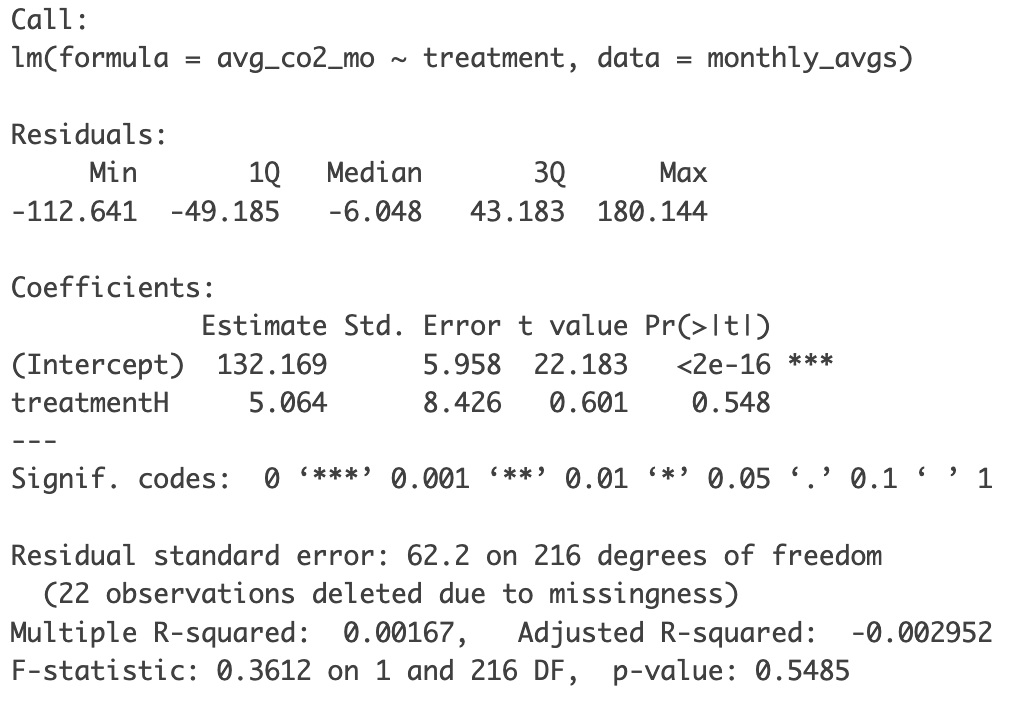 Call:
lm(formula = avg_co2_mo ~ treatment, data = monthly_avgs)
Residuals:
Min 1Q Median 3Q Max
-112.641 -49.185 -6.048 43.183 180.144
Coefficients:
Estimate Std. Error t value Pr(>|t|)
(Intercept) 132.169 5.958 22.183 <2e-16 ***
treatmentH 5.064 8.426 0.601 0.548
---
Signif. codes: 0 ‘***’ 0.001 ‘**’ 0.01 ‘*’ 0.05 ‘.’ 0.1 ‘ ’ 1
Residual standard error: 62.2 on 216 degrees of freedom
(22 observations deleted due to missingness)
Multiple R-squared: 0.00167, Adjusted R-squared: -0.002952
F-statistic: 0.3612 on 1 and 216 DF, p-value: 0.5485